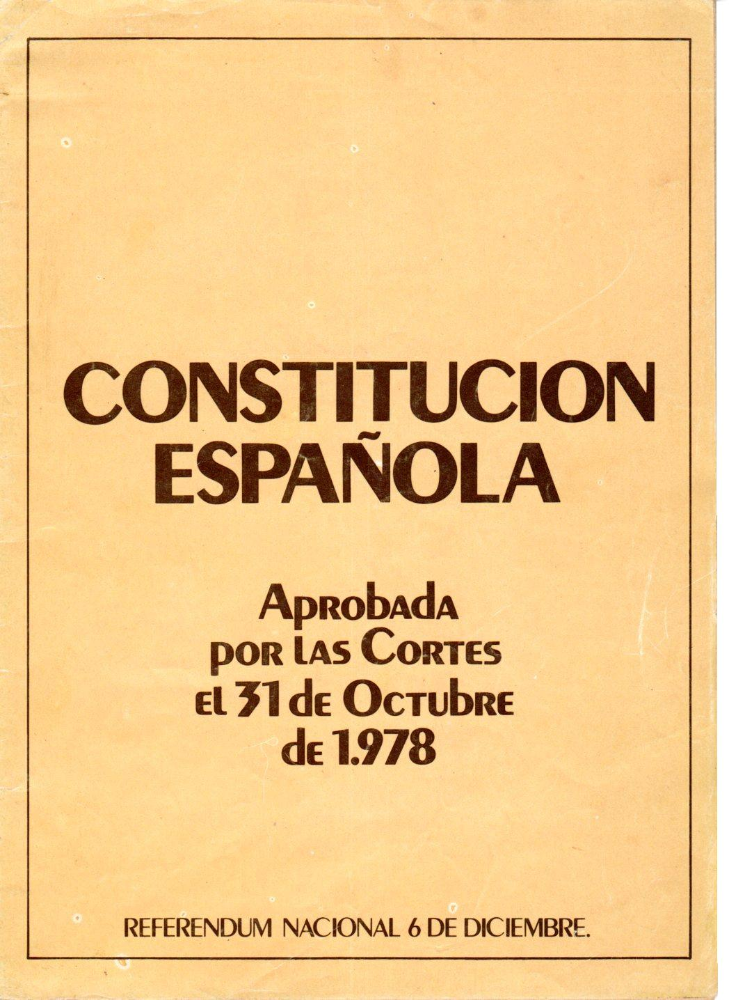 CONSTITUCION
ESPAÑOLA
Aprobada
por las Cortes
el 31 de Octubre
de 1.978
REFERENDUM NACIONAL 6 DE DICIEMBRE.